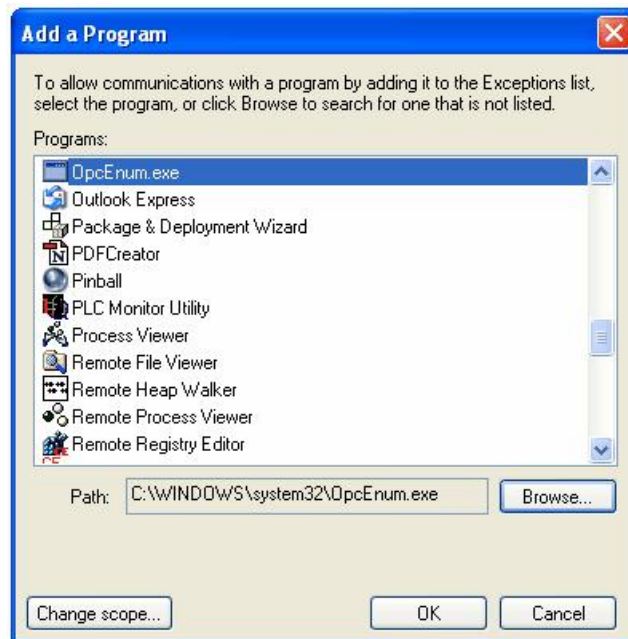 Add a Program
To allow communications with a program by adding it to the Exceptions list,
select the program, or click Browse to search for one that is not listed.
Programs:
OpcEnum.exe
Outlook Express
Package & Deployment Wizard
PDFCreator
Pinball
PLC Monitor Utility
Process Viewer
Remote File Viewer
Remote Heap Walker
Remote Process Viewer
Remote Registry Editor
Path: C:\WINDOWS\system32\OpcEnum.exe Browse...
Change scope... OK Cancel